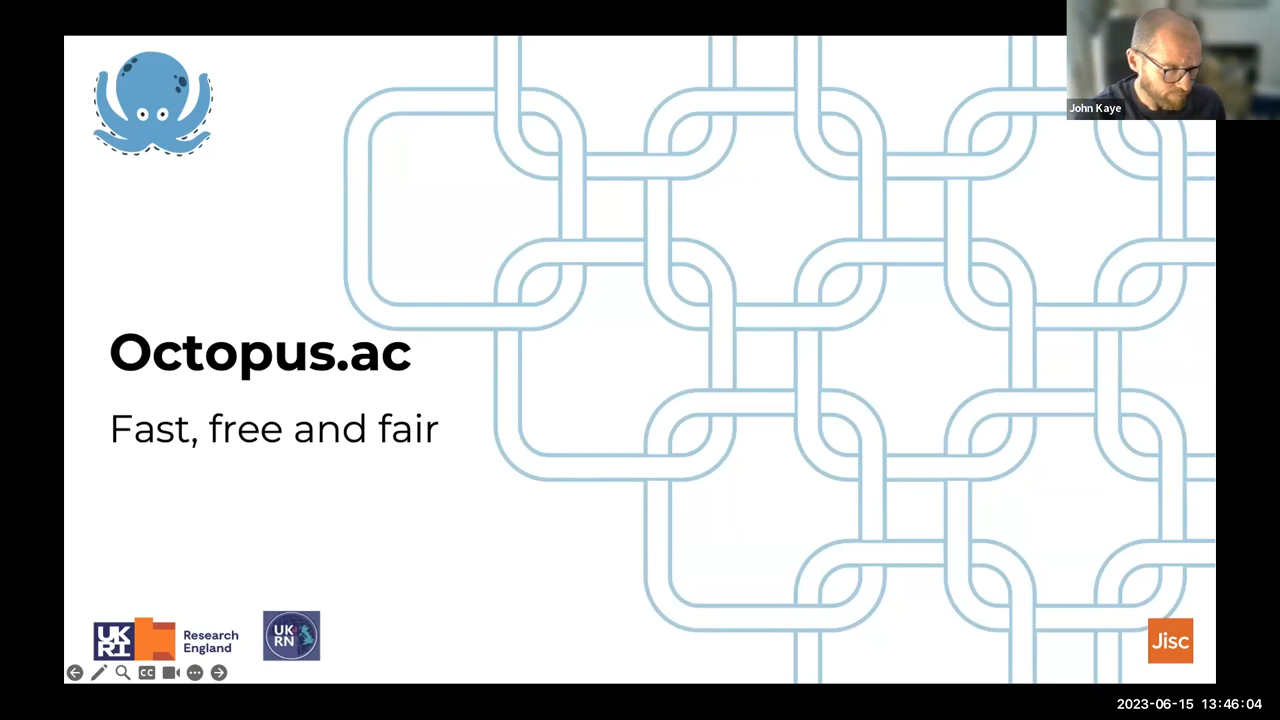 John Kaye
Octopus.ac
Fast, free and fair
UK
RI
Research
England
UK
RN
Jisc
CC
2023-06-15 13:46:04